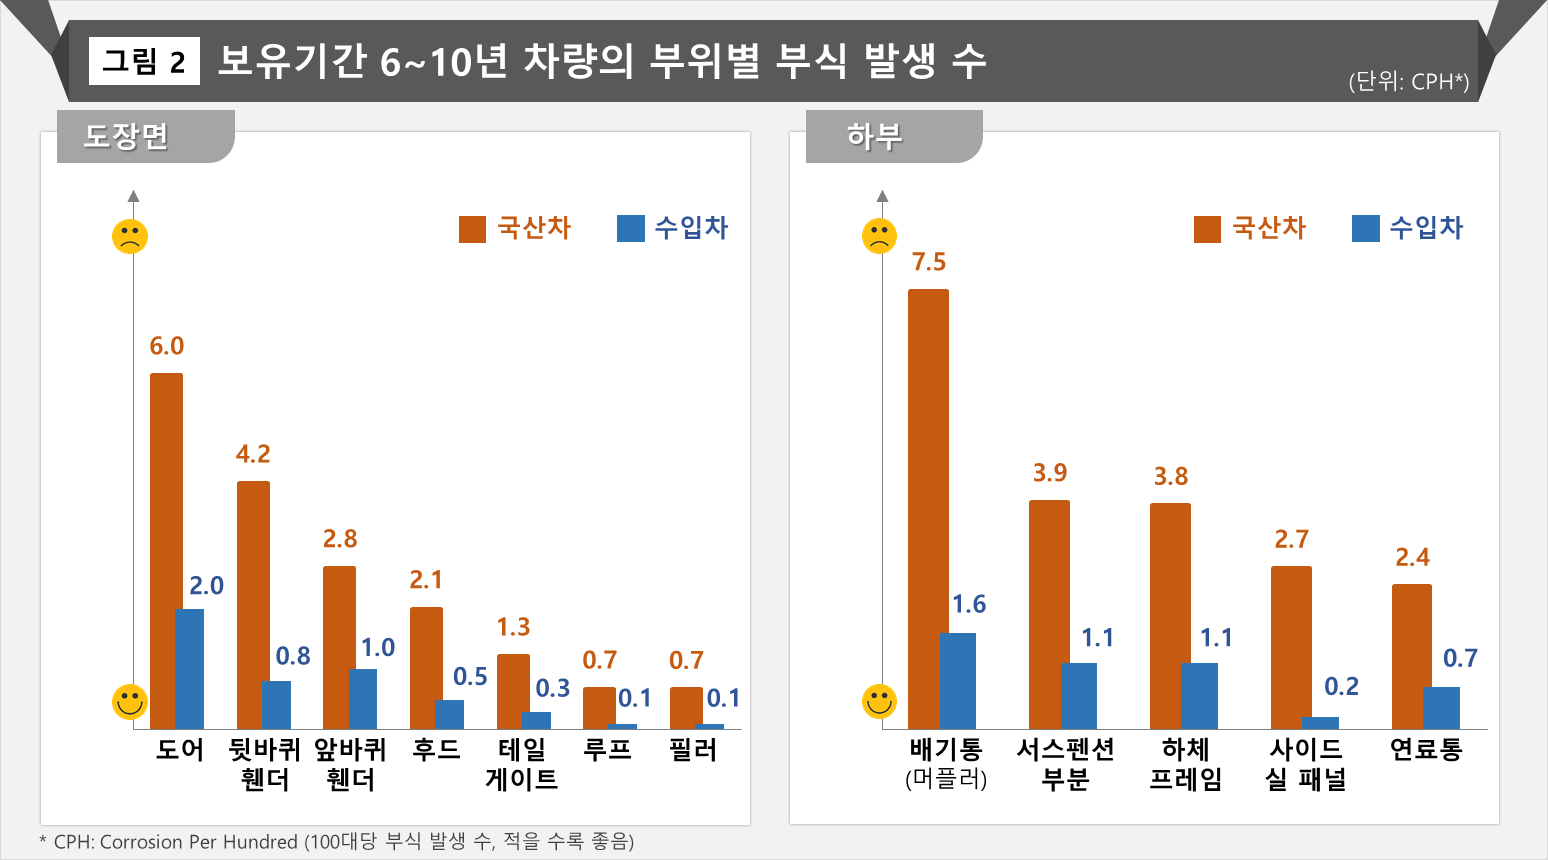 그림 2 보유기간 6~10년 차량의 부위별 부식 발생 수
(단위: CPH*)
도장면
국산차 수입차
6.0
2.0
4.2
0.8
2.8
1.0
2.1
0.5
1.3
0.3
0.7
0.1
0.7
0.1
도어
뒷바퀴
휀더
앞바퀴
휀더
후드
테일
게이트
루프
필러
하부
국산차 수입차
7.5
1.6
3.9
1.1
3.8
1.1
2.7
0.2
2.4
0.7
배기통
(머플러)
서스펜션
부분
하체
프레임
사이드
실 패널
연료통
* CPH: Corrosion Per Hundred (100대당 부식 발생 수, 적을 수록 좋음)